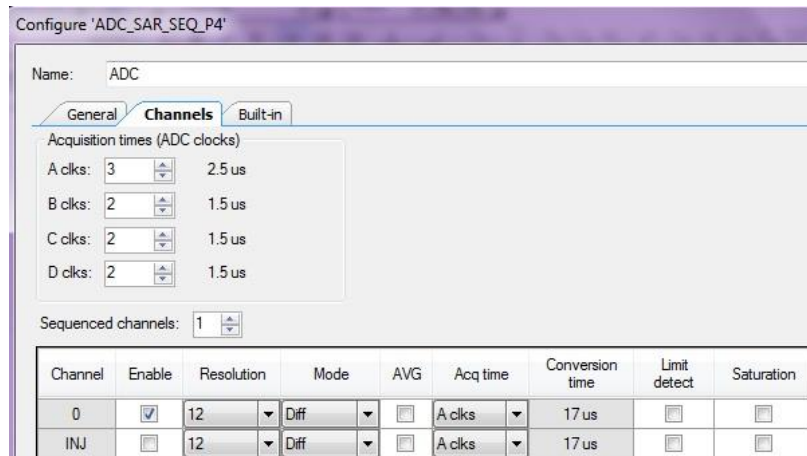 Configure 'ADC_SAR_SEQ_P4'
Name: ADC
General Channels Built-in
Acquisition times (ADC clocks)
A clks: 3 2.5 us
B clks: 2 1.5 us
C clks: 2 1.5 us
D clks: 2 1.5 us
Sequenced channels: 1
Channel Enable Resolution Mode AVG Acq time Conversion time Limit detect Saturation
0 12 Diff A clks 17 us
INJ 12 Diff A clks 17 us